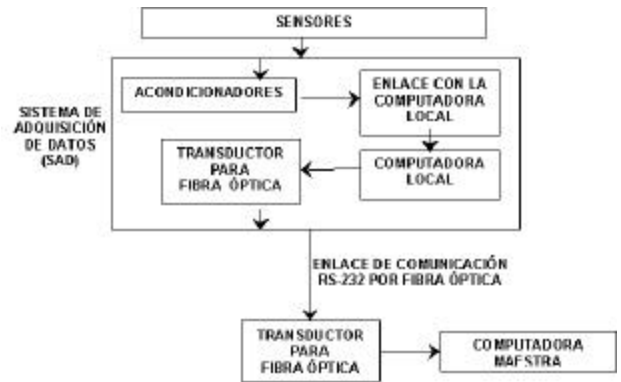 SENSORES
ACONDICIONADORES
ENLACE CON LA
COMPUTADORA
LOCAL
SISTEMA DE
ADQUISICIÓN
DE DATOS
(SAD)
TRANSDUCTOR
PARA
FIBRA ÓPTICA
COMPUTADORA
LOCAL
ENLACE DE COMUNICACIÓN
RS-232 POR FIBRA ÓPTICA
TRANSDUCTOR
PARA
FIBRA ÓPTICA
COMPUTADORA
MAESTRA